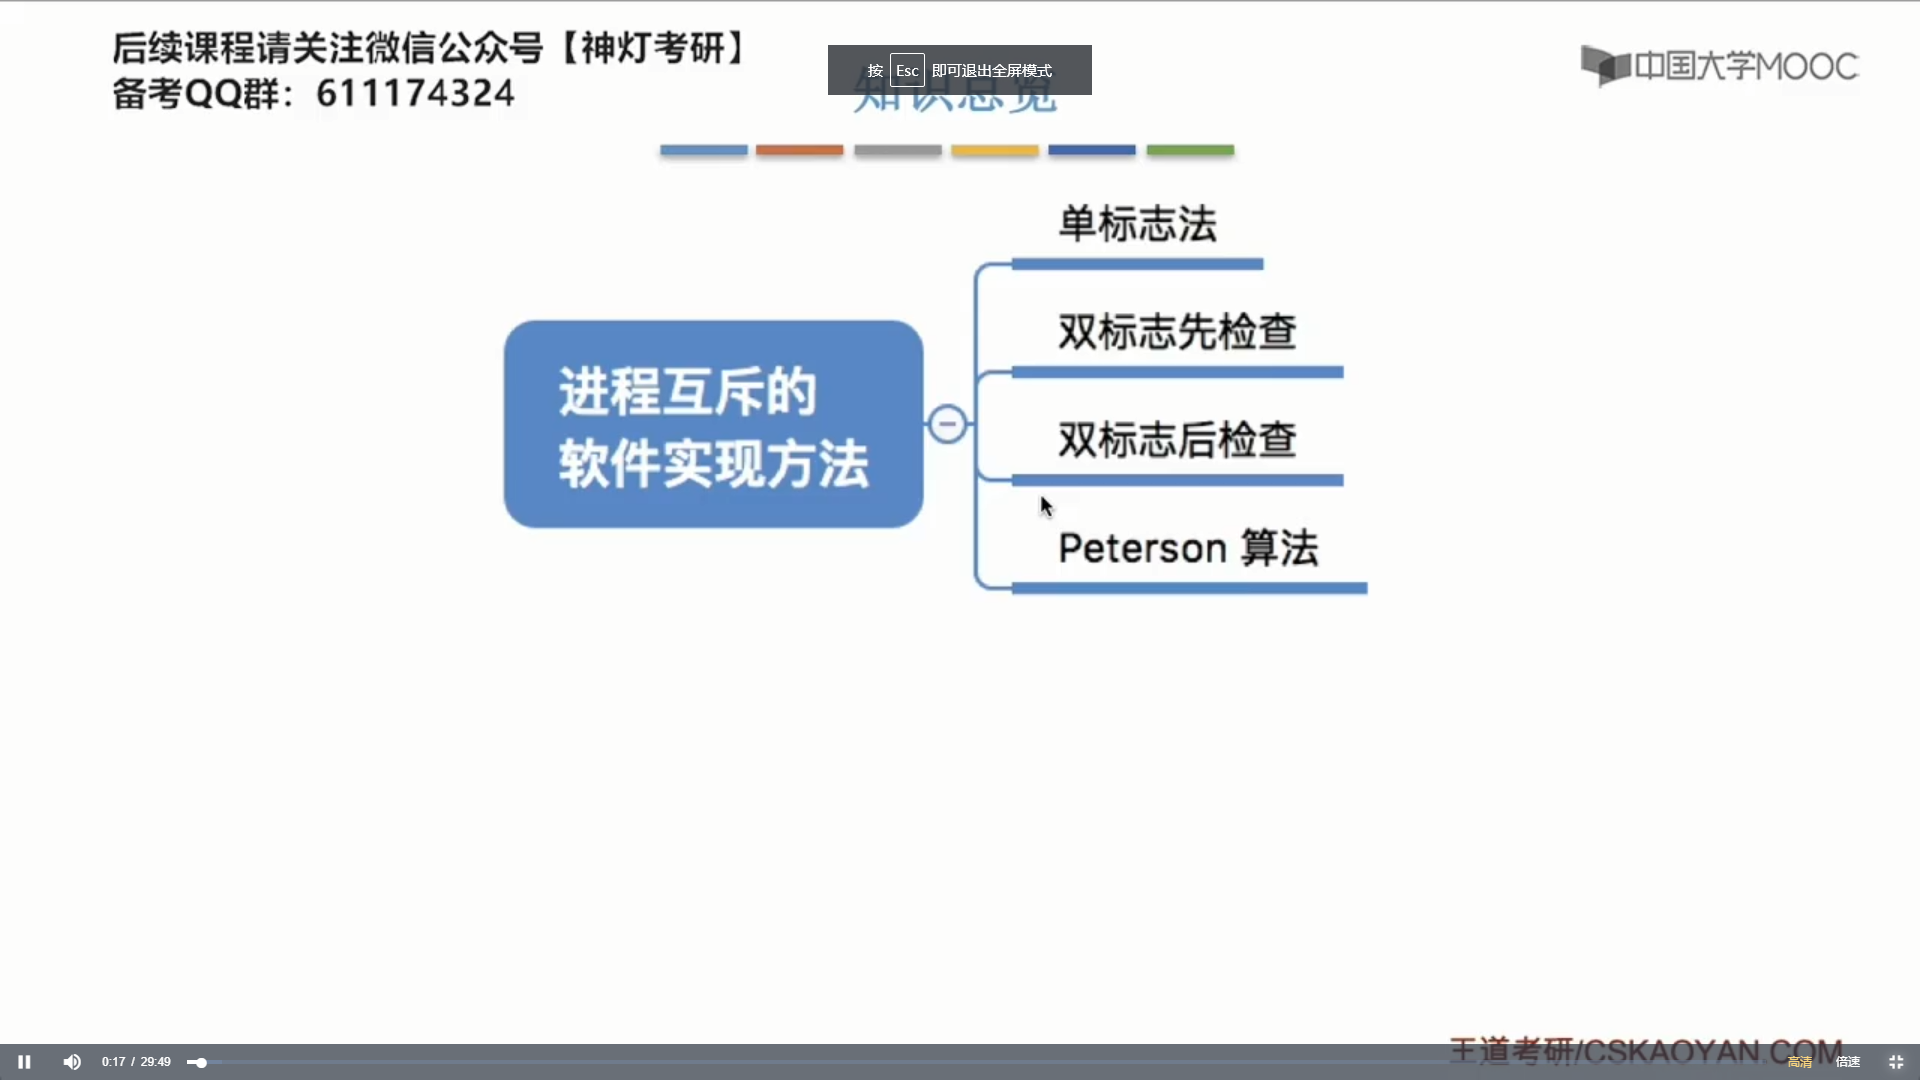 后续课程请关注微信公众号【神灯考研】
备考QQ群：611174324
按 Esc 即可退出全屏模式
知识总览
中国大学MOOC
单标志法
双标志先检查
进程互斥的
软件实现方法
双标志后检查
Peterson 算法
王道考研/CSKAOYAN.COM
0:17 / 29:49
高清
倍速